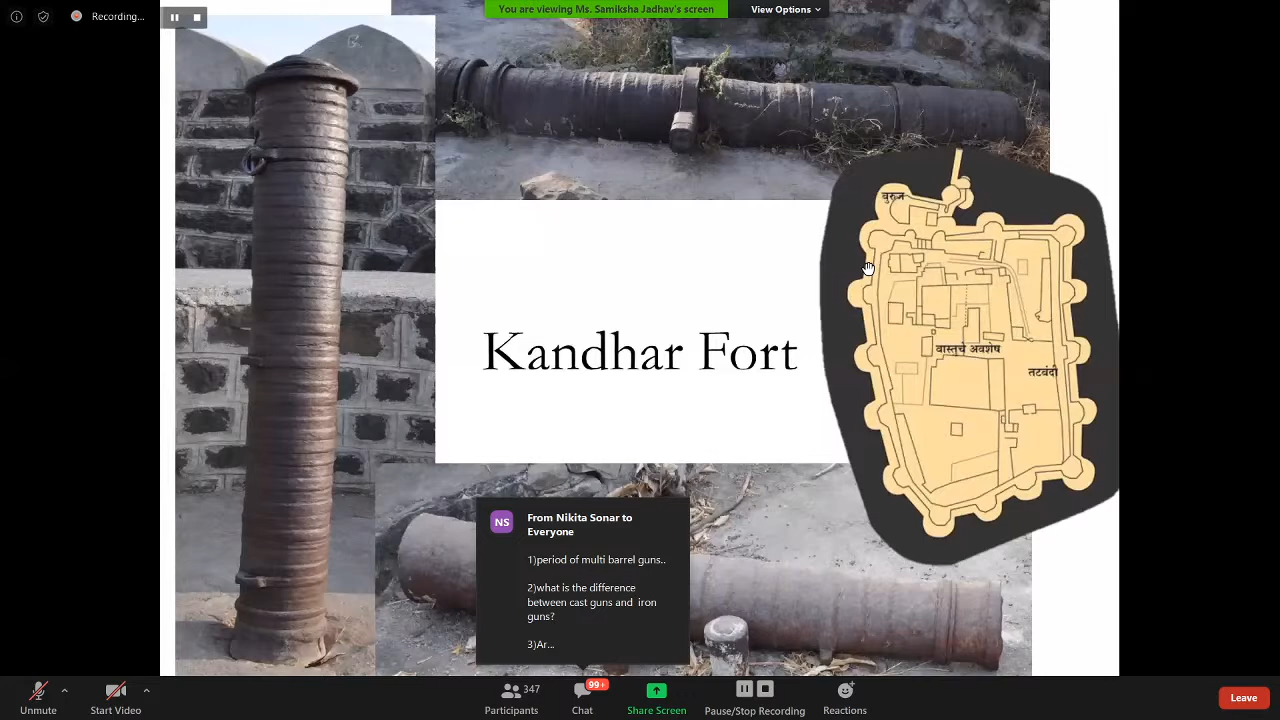 Recording...
You are viewing Ms. Samiksha Jadhav's screen
View Options
बुरुज
Kandhar Fort
वास्तूचे अवशेष
तटबंदी
NS
From Nikita Sonar to
Everyone
1)period of multi barrel guns..
2)what is the difference
between cast guns and iron
guns?
3)Ar...
Unmute
Start Video
347
Participants
99+
Chat
Share Screen
Pause/Stop Recording
Reactions
Leave